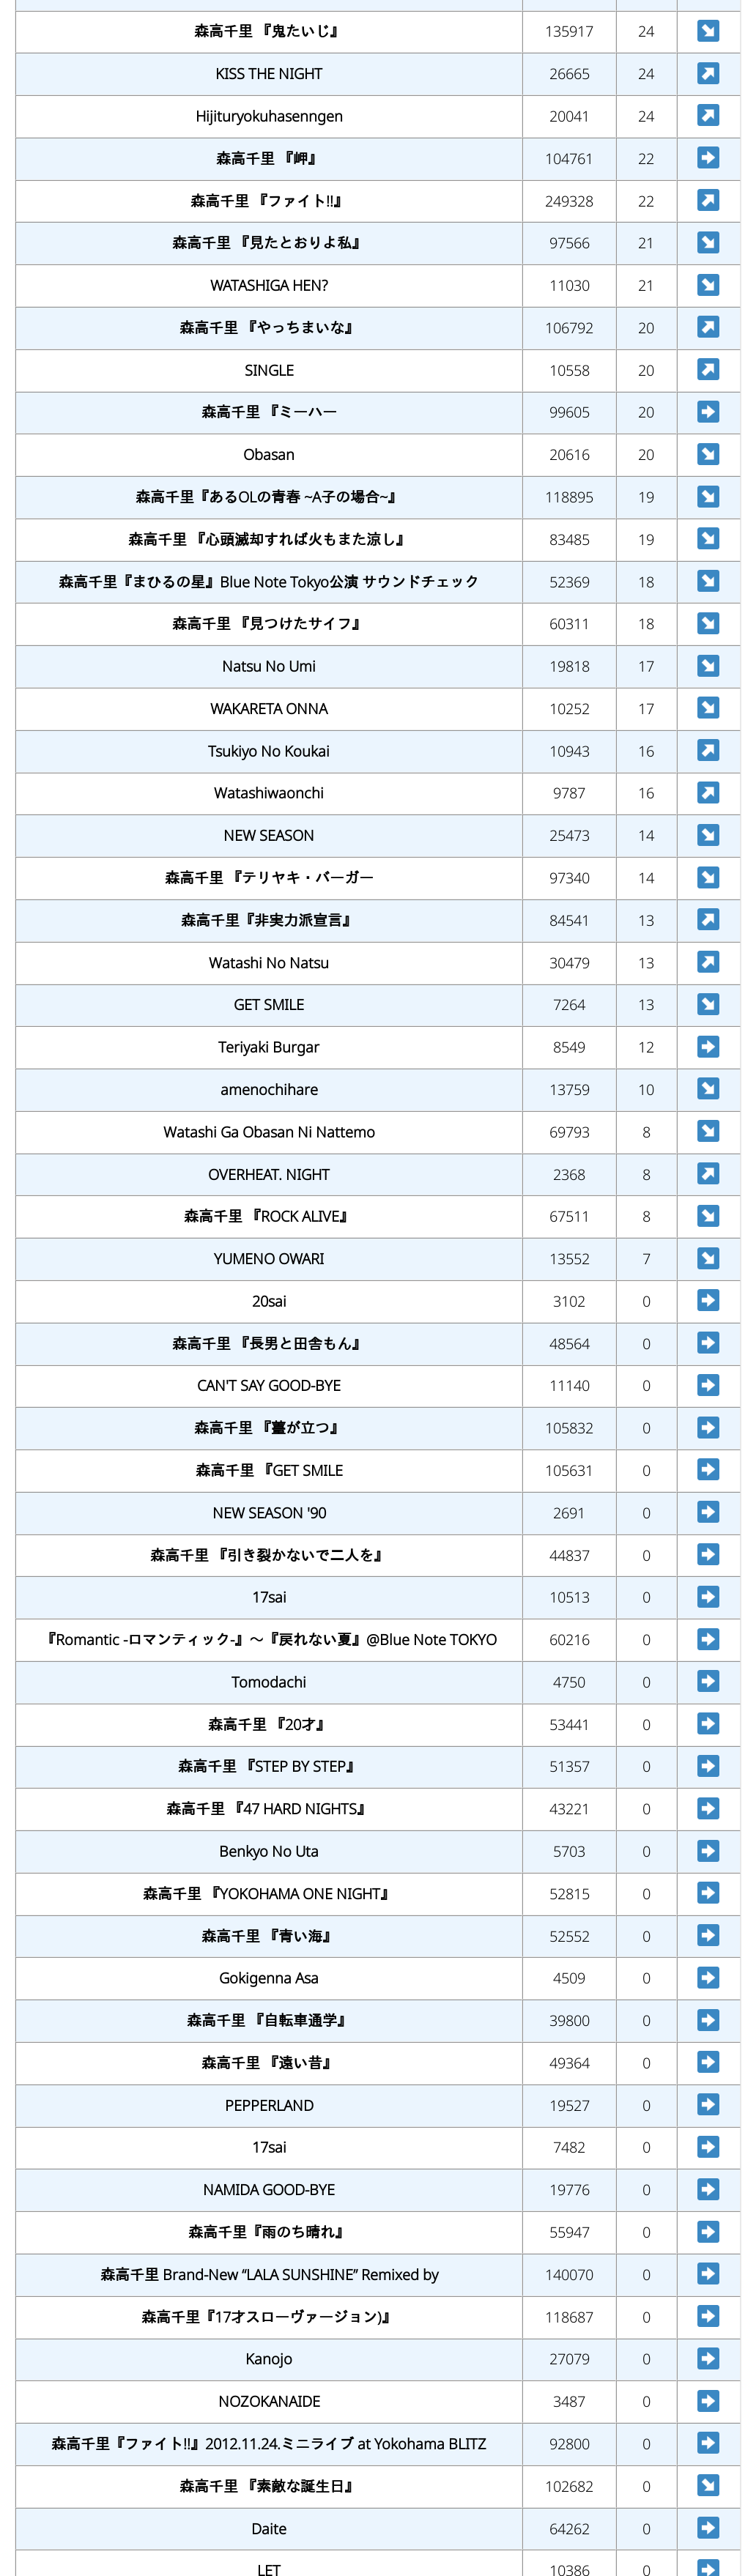 森高千里 『鬼たいじ』 135917 24 ↘
KISS THE NIGHT 26665 24 ↗
Hijituryokuhasenngen 20041 24 ↗
森高千里 『岬』 104761 22 ➡
森高千里 『ファイト!!』 249328 22 ↗
森高千里 『見たとおりよ私』 97566 21 ↘
WATASHIGA HEN? 11030 21 ↘
森高千里 『やっちまいな』 106792 20 ↗
SINGLE 10558 20 ↗
森高千里 『ミーハー 99605 20 ➡
Obasan 20616 20 ↘
森高千里『あるOLの青春 ~A子の場合~』 118895 19 ↘
森高千里 『心頭滅却すれば火もまた涼し』 83485 19 ↘
森高千里『まひるの星』Blue Note Tokyo公演 サウンドチェック 52369 18 ↘
森高千里 『見つけたサイフ』 60311 18 ↘
Natsu No Umi 19818 17 ↘
WAKARETA ONNA 10252 17 ↘
Tsukiyo No Koukai 10943 16 ↗
Watashiwaonchi 9787 16 ↗
NEW SEASON 25473 14 ↘
森高千里 『テリヤキ・バーガー 97340 14 ↘
森高千里『非実力派宣言』 84541 13 ↗
Watashi No Natsu 30479 13 ↗
GET SMILE 7264 13 ↘
Teriyaki Burgar 8549 12 ➡
amenochihare 13759 10 ↘
Watashi Ga Obasan Ni Nattemo 69793 8 ↘
OVERHEAT. NIGHT 2368 8 ↗
森高千里 『ROCK ALIVE』 67511 8 ↘
YUMENO OWARI 13552 7 ↘
20sai 3102 0 ➡
森高千里 『長男と田舎もん』 48564 0 ➡
CAN'T SAY GOOD-BYE 11140 0 ➡
森高千里 『薹が立つ』 105832 0 ➡
森高千里 『GET SMILE 105631 0 ➡
NEW SEASON '90 2691 0 ➡
森高千里 『引き裂かないで二人を』 44837 0 ➡
17sai 10513 0 ➡
『Romantic -ロマンティック-』～『戻れない夏』@Blue Note TOKYO 60216 0 ➡
Tomodachi 4750 0 ➡
森高千里 『20才』 53441 0 ➡
森高千里 『STEP BY STEP』 51357 0 ➡
森高千里 『47 HARD NIGHTS』 43221 0 ➡
Benkyo No Uta 5703 0 ➡
森高千里 『YOKOHAMA ONE NIGHT』 52815 0 ➡
森高千里 『青い海』 52552 0 ➡
Gokigenna Asa 4509 0 ➡
森高千里 『自転車通学』 39800 0 ➡
森高千里 『遠い昔』 49364 0 ➡
PEPPERLAND 19527 0 ➡
17sai 7482 0 ➡
NAMIDA GOOD-BYE 19776 0 ➡
森高千里『雨のち晴れ』 55947 0 ➡
森高千里 Brand-New “LALA SUNSHINE” Remixed by 140070 0 ➡
森高千里『17才スローヴァージョン)』 118687 0 ➡
Kanojo 27079 0 ➡
NOZOKANAIDE 3487 0 ➡
森高千里『ファイト!!』2012.11.24.ミニライブ at Yokohama BLITZ 92800 0 ➡
森高千里 『素敵な誕生日』 102682 0 ↘
Daite 64262 0 ➡
LET 10386 0 ➡